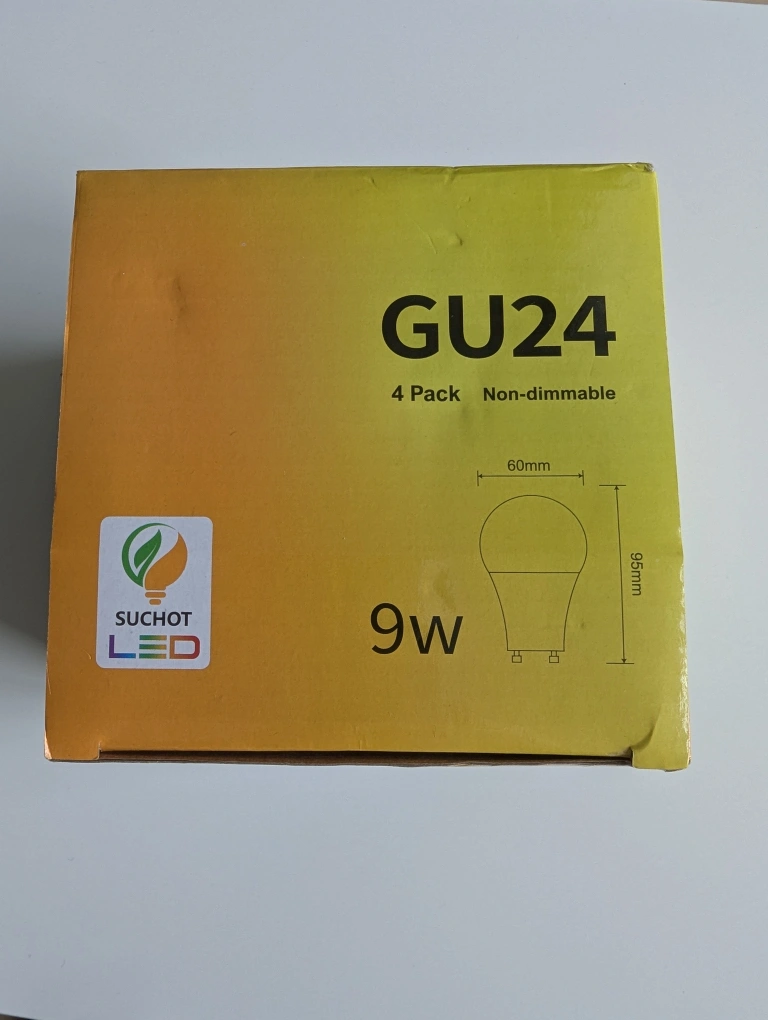 GU24
4 Pack Non-dimmable
60mm
95mm
9w
SUCHOT
LED